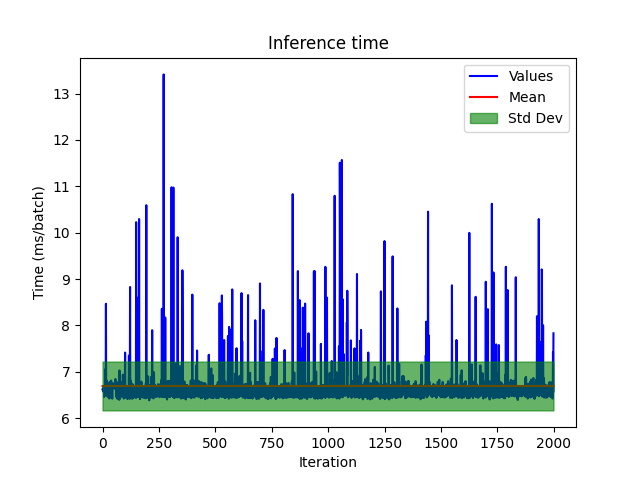 Inference time
Values
Mean
Std Dev
Time (ms/batch)
13
12
11
10
9
8
7
6
0 250 500 750 1000 1250 1500 1750 2000
Iteration